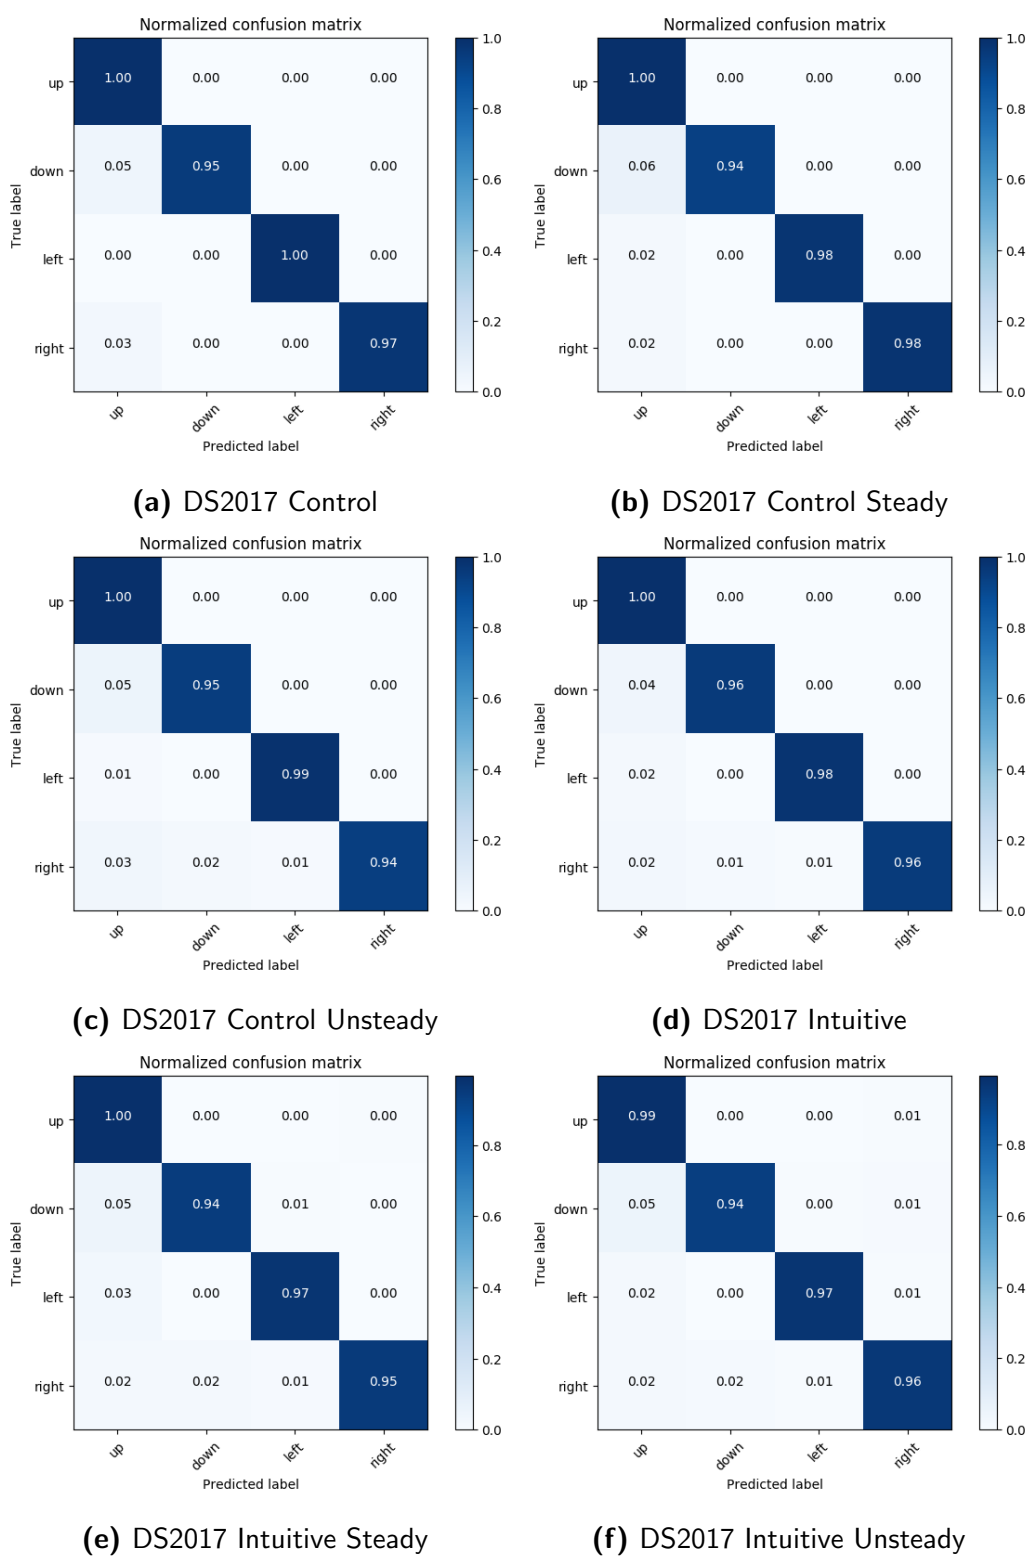 Normalized confusion matrix
Normalized confusion matrix
up 1.00 0.00 0.00 0.00
down 0.05 0.95 0.00 0.00
left 0.00 0.00 1.00 0.00
right 0.03 0.00 0.00 0.97
up down left right
True label
Predicted label
1.0
0.8
0.6
0.4
0.2
0.0
up 1.00 0.00 0.00 0.00
down 0.06 0.94 0.00 0.00
left 0.02 0.00 0.98 0.00
right 0.02 0.00 0.00 0.98
up down left right
True label
Predicted label
1.0
0.8
0.6
0.4
0.2
0.0
(a) DS2017 Control
(b) DS2017 Control Steady
Normalized confusion matrix
Normalized confusion matrix
up 1.00 0.00 0.00 0.00
down 0.05 0.95 0.00 0.00
left 0.01 0.00 0.99 0.00
right 0.03 0.02 0.01 0.94
up down left right
True label
Predicted label
1.0
0.8
0.6
0.4
0.2
0.0
up 1.00 0.00 0.00 0.00
down 0.04 0.96 0.00 0.00
left 0.02 0.00 0.98 0.00
right 0.02 0.01 0.01 0.96
up down left right
True label
Predicted label
1.0
0.8
0.6
0.4
0.2
0.0
(c) DS2017 Control Unsteady
(d) DS2017 Intuitive
Normalized confusion matrix
Normalized confusion matrix
up 1.00 0.00 0.00 0.00
down 0.05 0.94 0.01 0.00
left 0.03 0.00 0.97 0.00
right 0.02 0.02 0.01 0.95
up down left right
True label
Predicted label
0.8
0.6
0.4
0.2
0.0
up 0.99 0.00 0.00 0.01
down 0.05 0.94 0.00 0.01
left 0.02 0.00 0.97 0.01
right 0.02 0.02 0.01 0.96
up down left right
True label
Predicted label
0.8
0.6
0.4
0.2
0.0
(e) DS2017 Intuitive Steady
(f) DS2017 Intuitive Unsteady